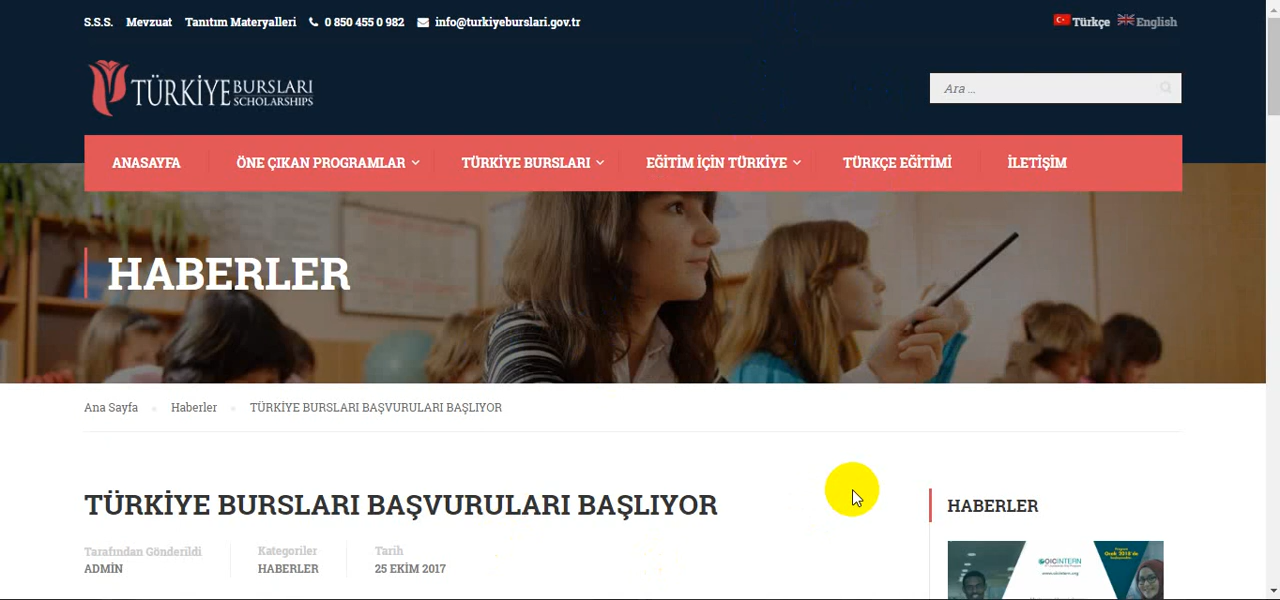 S.S.S. Mevzuat Tanıtım Materyalleri 0 850 455 0 982 info@turkiyeburslari.gov.tr
Türkçe English
TÜRKİYE BURSLARI
SCHOLARSHIPS
Ara ...
ANASAYFA ÖNE ÇIKAN PROGRAMLAR TÜRKİYE BURSLARI EĞİTİM İÇİN TÜRKİYE TÜRKÇE EĞİTİMİ İLETİŞİM
HABERLER
Ana Sayfa Haberler TÜRKİYE BURSLARI BAŞVURULARI BAŞLIYOR
TÜRKİYE BURSLARI BAŞVURULARI BAŞLIYOR
HABERLER
Tarafından Gönderildi Kategoriler Tarih
ADMİN HABERLER 25 EKİM 2017
OICINTERN